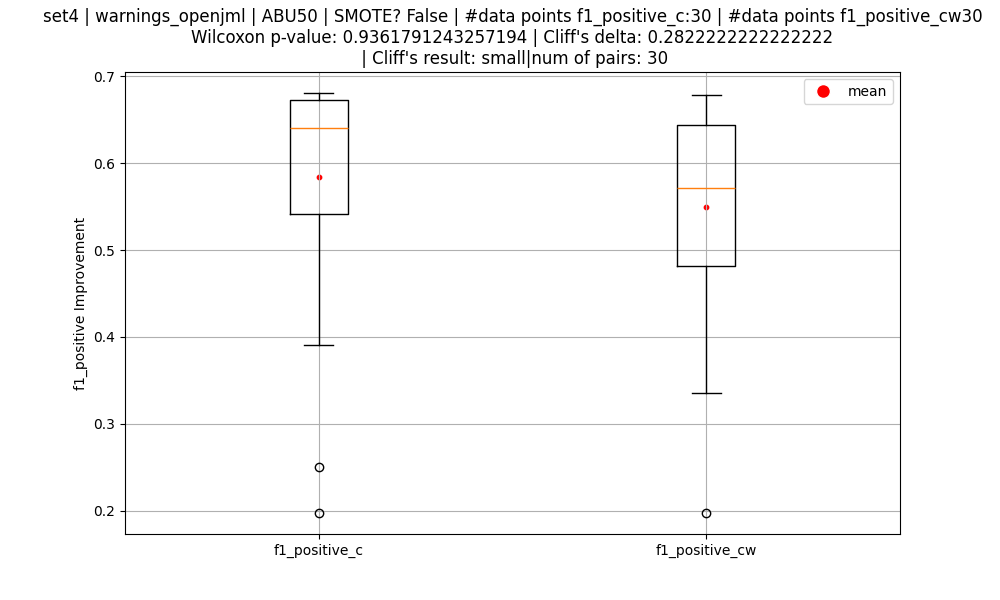 set4 | warnings_openjml | ABU50 | SMOTE? False | #data points f1_positive_c:30 | #data points f1_positive_cw30
Wilcoxon p-value: 0.9361791243257194 | Cliff's delta: 0.2822222222222222
| Cliff's result: small|num of pairs: 30
mean
0.7
0.6
0.5
0.4
0.3
0.2
f1_positive Improvement
f1_positive_c
f1_positive_cw